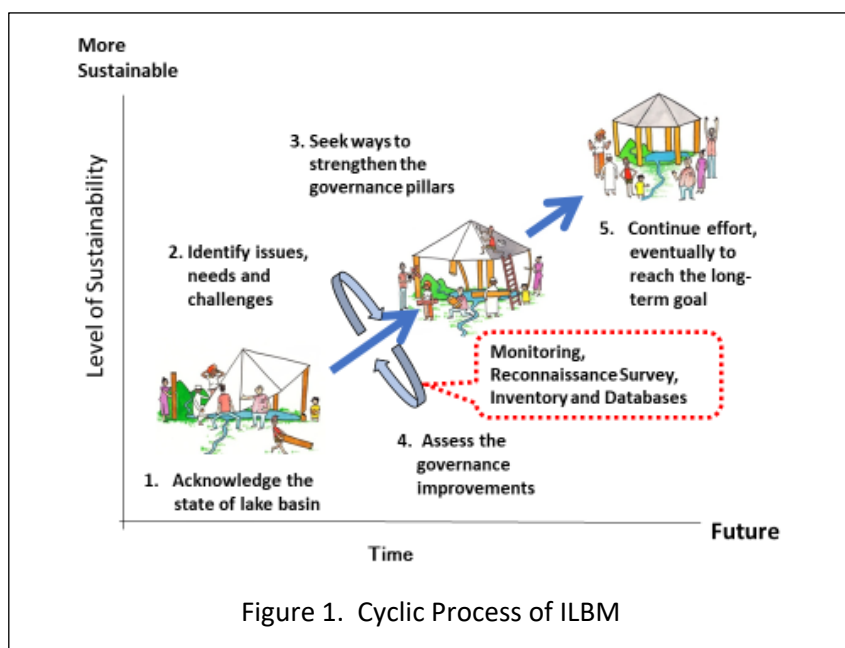 More
Sustainable
Level of Sustainability
3. Seek ways to
strengthen the
governance pillars
2. Identify issues,
needs and
challenges
5. Continue effort,
eventually to
reach the long-
term goal
Monitoring,
Reconnaissance Survey,
Inventory and Databases
4. Assess the
governance
improvements
1. Acknowledge the
state of lake basin
Future
Time
Figure 1. Cyclic Process of ILBM